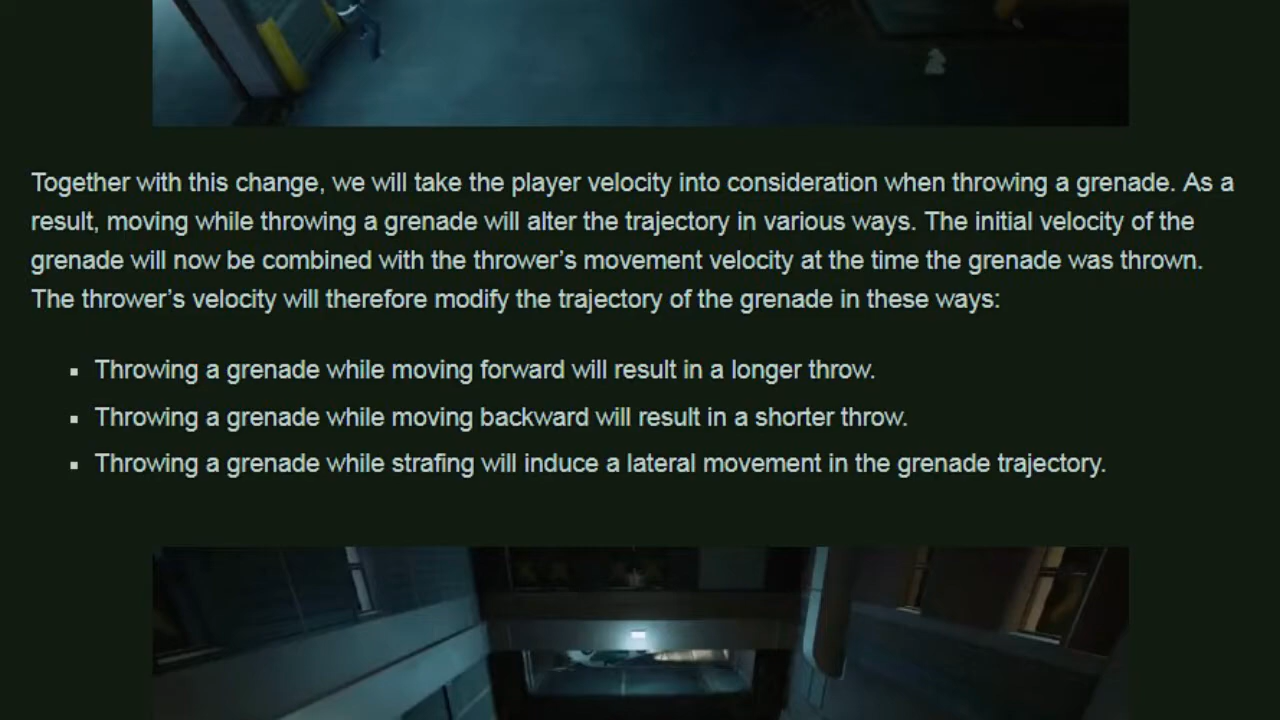 Together with this change, we will take the player velocity into consideration when throwing a grenade. As a
result, moving while throwing a grenade will alter the trajectory in various ways. The initial velocity of the
grenade will now be combined with the thrower’s movement velocity at the time the grenade was thrown.
The thrower’s velocity will therefore modify the trajectory of the grenade in these ways:
▪ Throwing a grenade while moving forward will result in a longer throw.
▪ Throwing a grenade while moving backward will result in a shorter throw.
▪ Throwing a grenade while strafing will induce a lateral movement in the grenade trajectory.